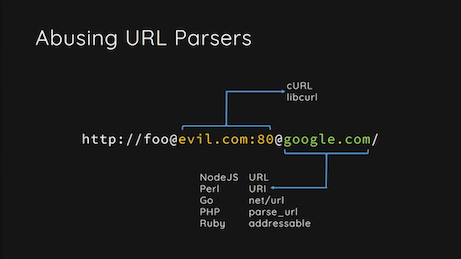 Abusing URL Parsers
cURL
libcurl
http://foo@evil.com:80@google.com/
NodeJS URL
Perl URI
Go net/url
PHP parse_url
Ruby addressable